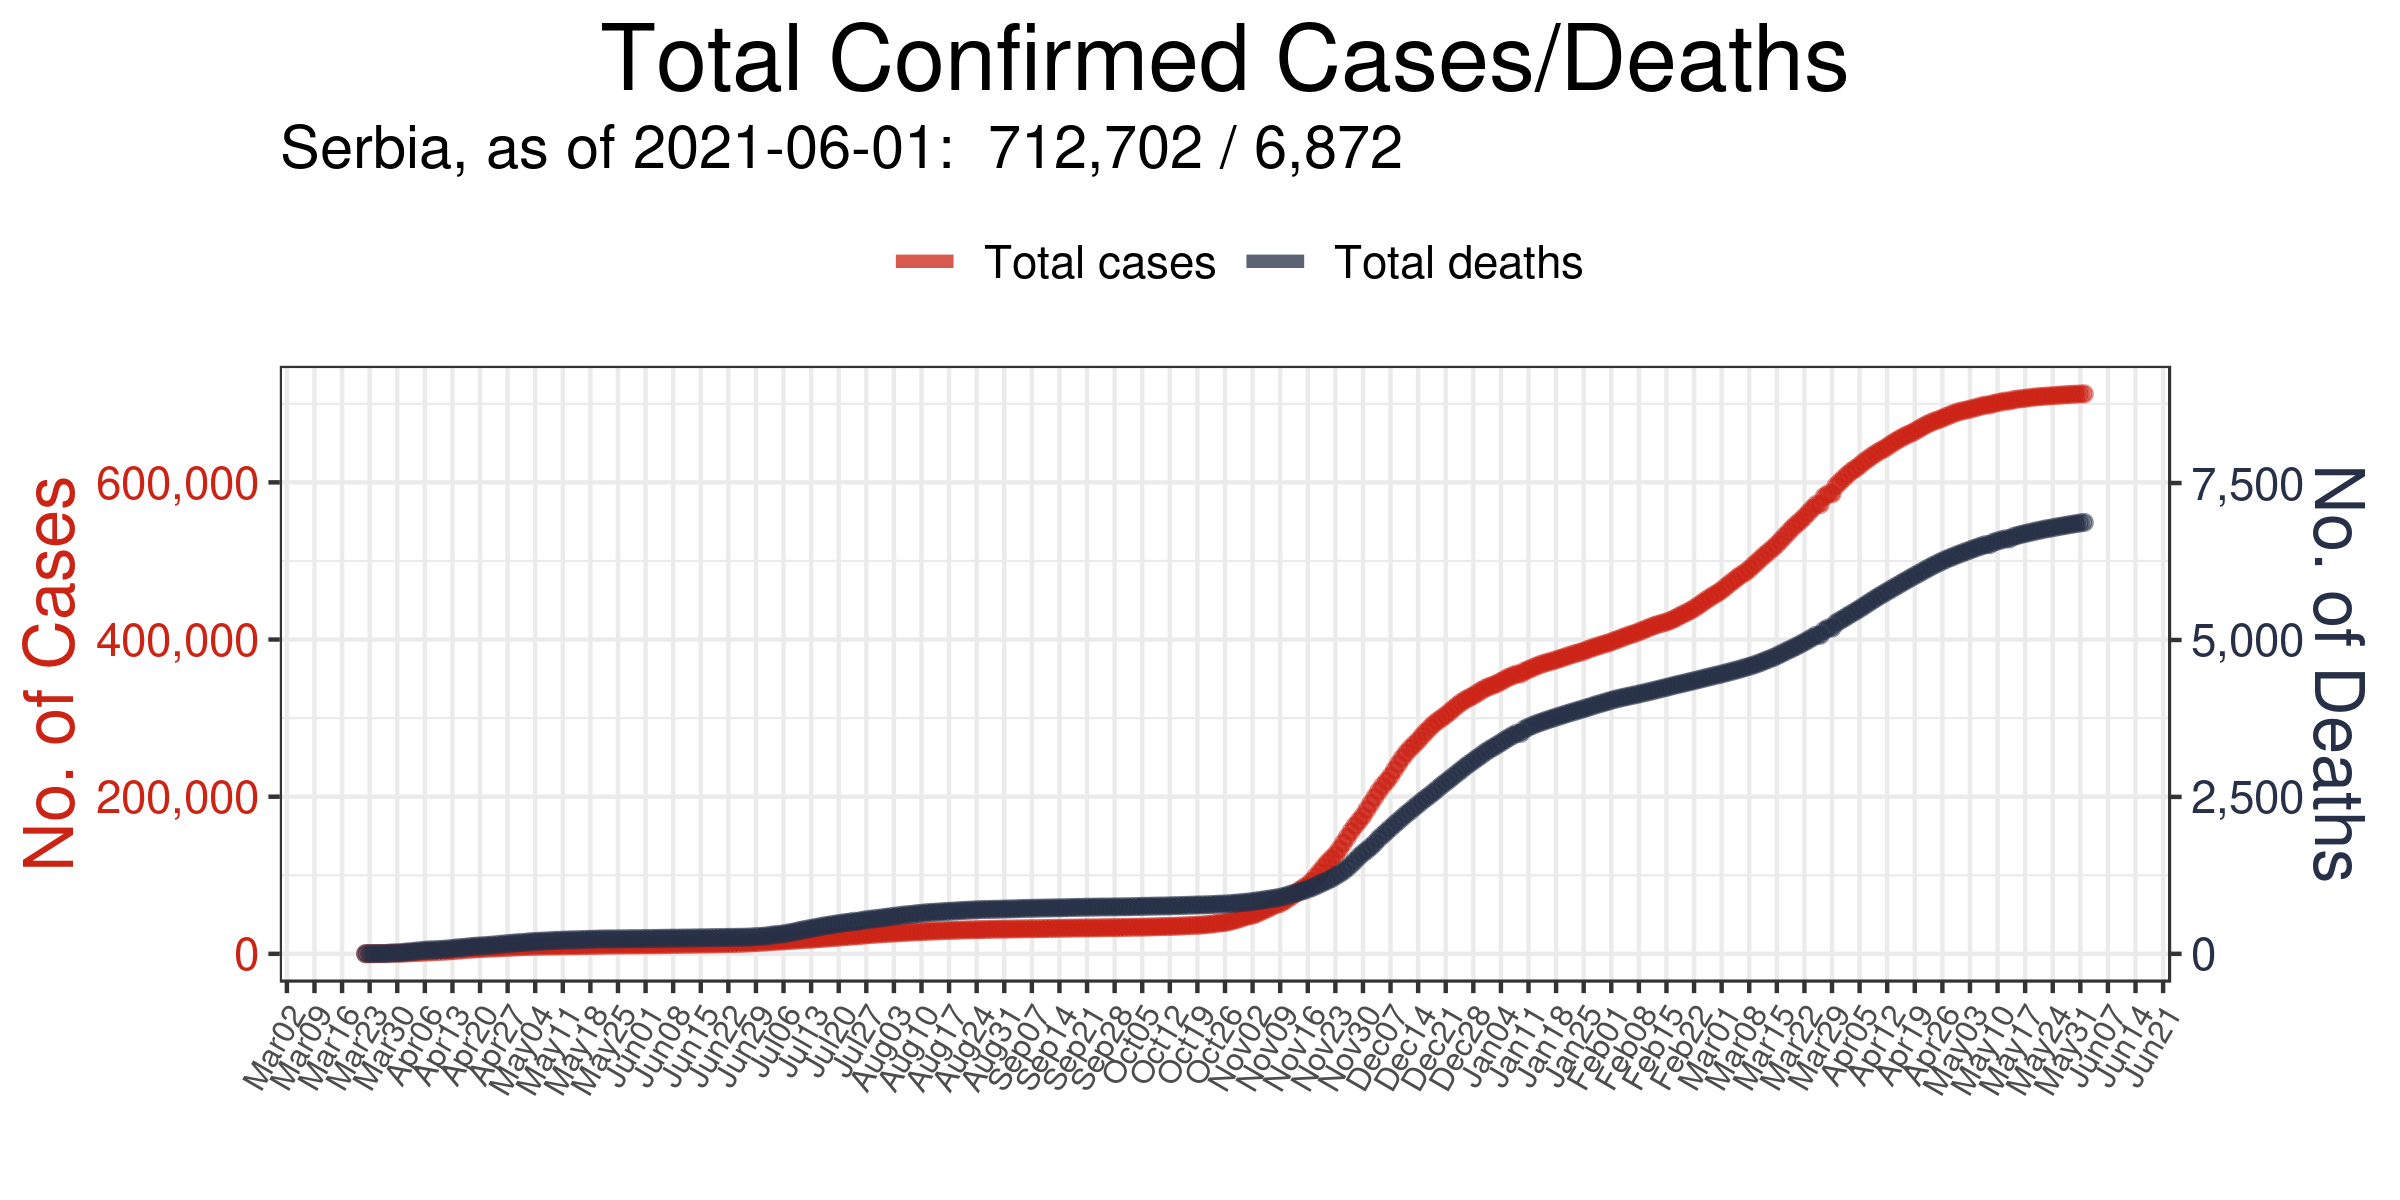 Total Confirmed Cases/Deaths
Serbia, as of 2021-06-01:  712,702 / 6,872
Total cases
Total deaths
No. of Cases
600,000
400,000
200,000
0
7,500
5,000
2,500
0
No. of Deaths
Mar02
Mar09
Mar16
Mar23
Mar30
Apr06
Apr13
Apr20
Apr27
May04
May11
May18
May25
Jun01
Jun08
Jun15
Jun22
Jun29
Jul06
Jul13
Jul20
Jul27
Aug03
Aug10
Aug17
Aug24
Aug31
Sep07
Sep14
Sep21
Sep28
Oct05
Oct12
Oct19
Oct26
Nov02
Nov09
Nov16
Nov23
Nov30
Dec07
Dec14
Dec21
Dec28
Jan04
Jan11
Jan18
Jan25
Feb01
Feb08
Feb15
Feb22
Mar01
Mar08
Mar15
Mar22
Mar29
Apr05
Apr12
Apr19
Apr26
May03
May10
May17
May24
May31
Jun07
Jun14
Jun21